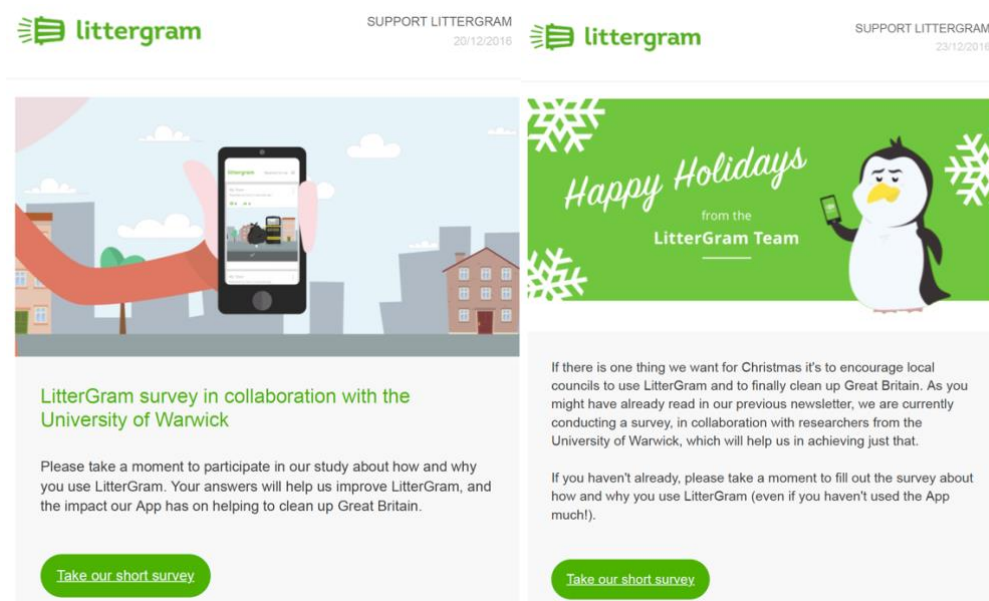 littergram
SUPPORT LITTERGRAM
20/12/2016
littergram
LitterGram survey in collaboration with the
University of Warwick
Please take a moment to participate in our study about how and why
you use LitterGram. Your answers will help us improve LitterGram, and
the impact our App has on helping to clean up Great Britain.
Take our short survey
littergram
SUPPORT LITTERGRAM
23/12/2016
Happy Holidays
from the
LitterGram Team
If there is one thing we want for Christmas it's to encourage local
councils to use LitterGram and to finally clean up Great Britain. As you
might have already read in our previous newsletter, we are currently
conducting a survey, in collaboration with researchers from the
University of Warwick, which will help us in achieving just that.
If you haven't already, please take a moment to fill out the survey about
how and why you use LitterGram (even if you haven't used the App
much!).
Take our short survey